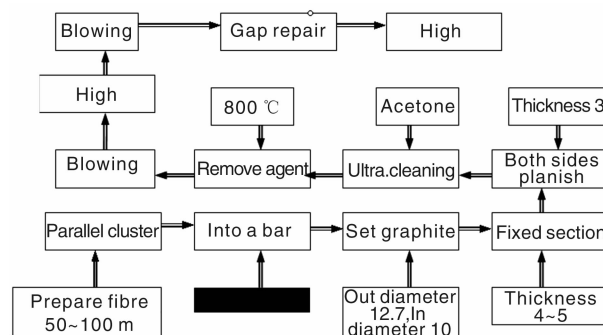 Blowing
Gap repair
High
High
800 ℃
Acetone
Thickness 3
Blowing
Remove agent
Ultra.cleaning
Both sides
planish
Parallel cluster
Into a bar
Set graphite
Fixed section
Prepare fibre
50~100 m
Out diameter
12.7,In
diameter 10
Thickness
4~5